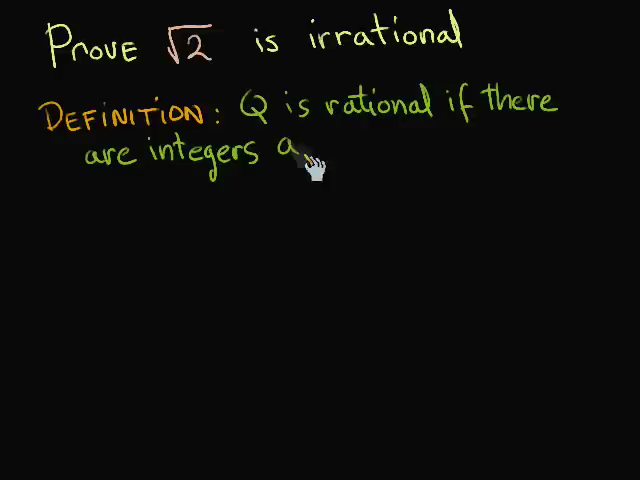 Prove √2 is irrational
DEFINITION: Q is rational if there
are integers a,